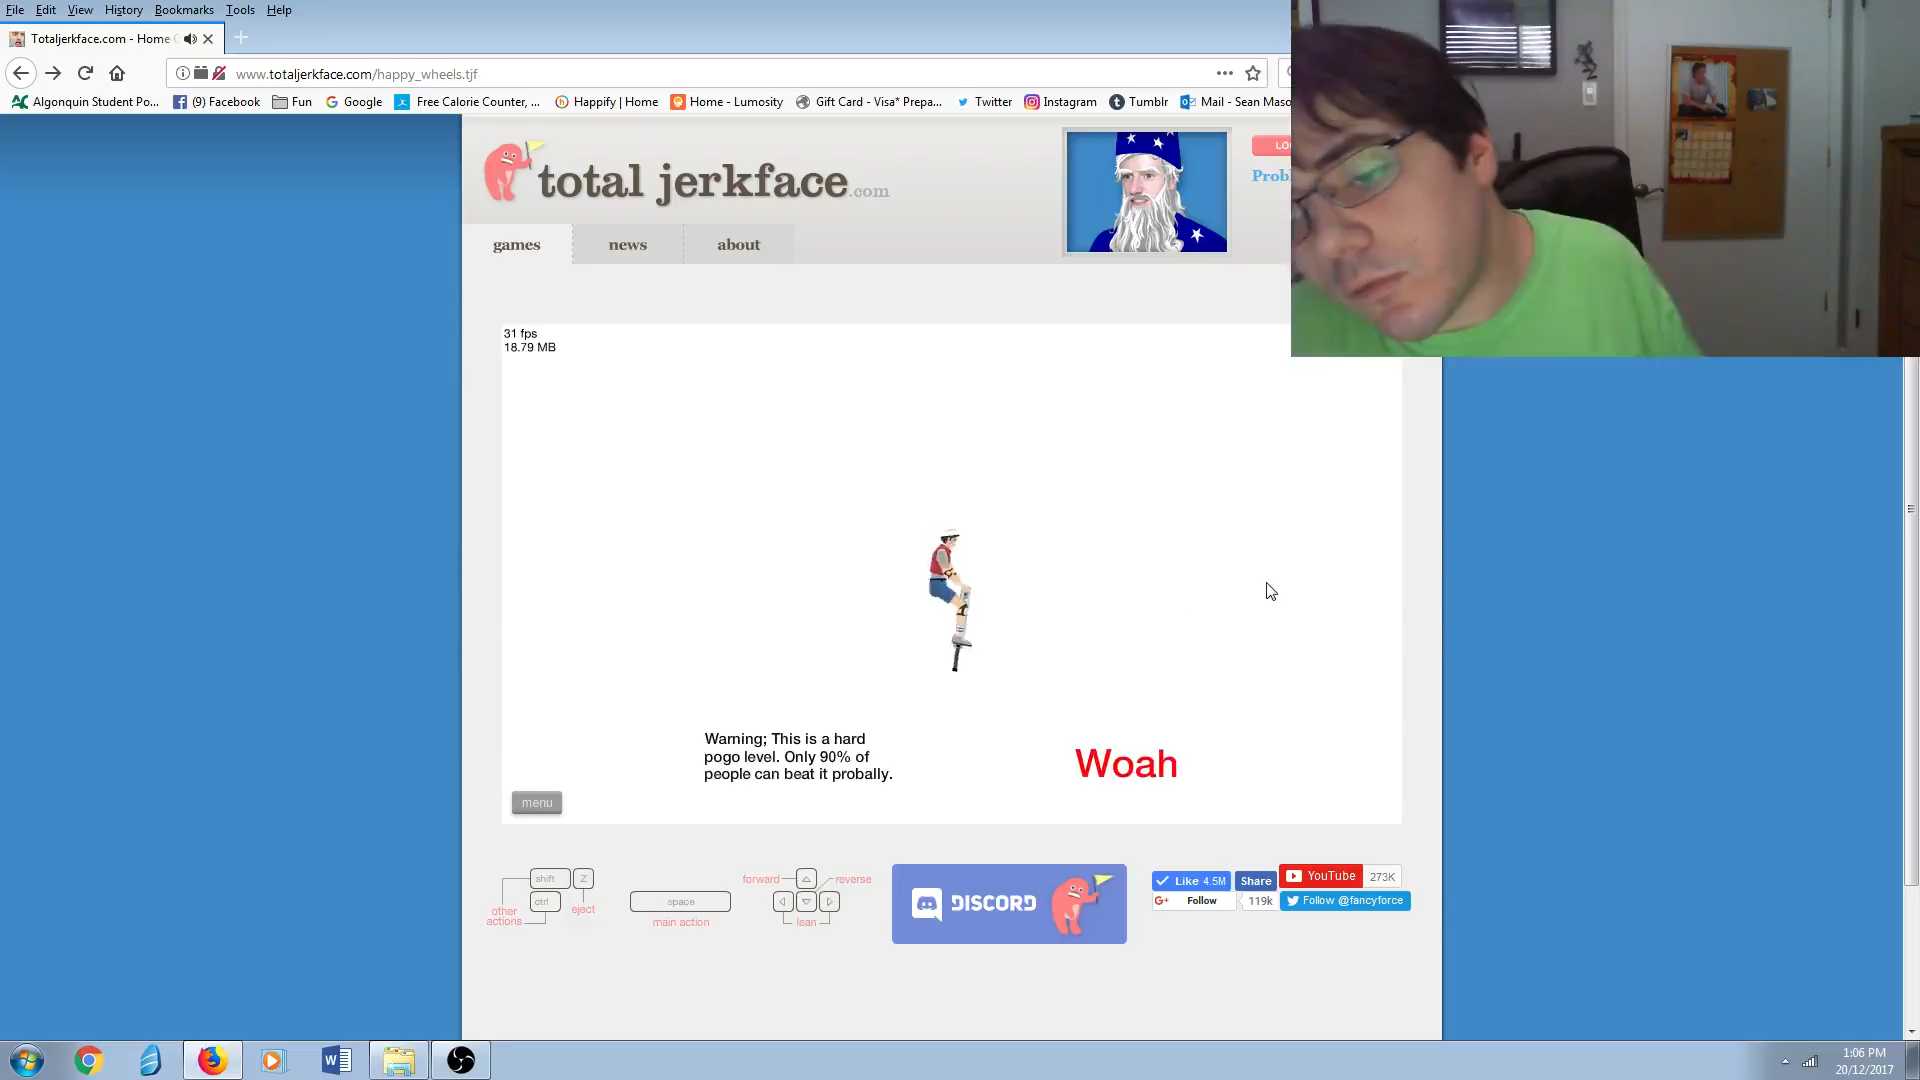 File Edit View History Bookmarks Tools Help
Totaljerkface.com - Home
www.totaljerkface.com/happy_wheels.tjf
Algonquin Student Po... (9) Facebook Fun Google Free Calorie Counter, ... Happify | Home Home - Lumosity Gift Card - Visa* Prepa... Twitter Instagram Tumblr Mail - Sean Maso
total jerkface.com
LO
Prob
games news about
31 fps
18.79 MB
Warning; This is a hard
pogo level. Only 90% of
people can beat it probally.
Woah
menu
shift Z
ctrl
other
actions
eject
space
main action
forward reverse
lean
DISCORD
Like 4.5M Share YouTube 273K
G+ Follow 119k Follow @fancyforce
1:06 PM
20/12/2017